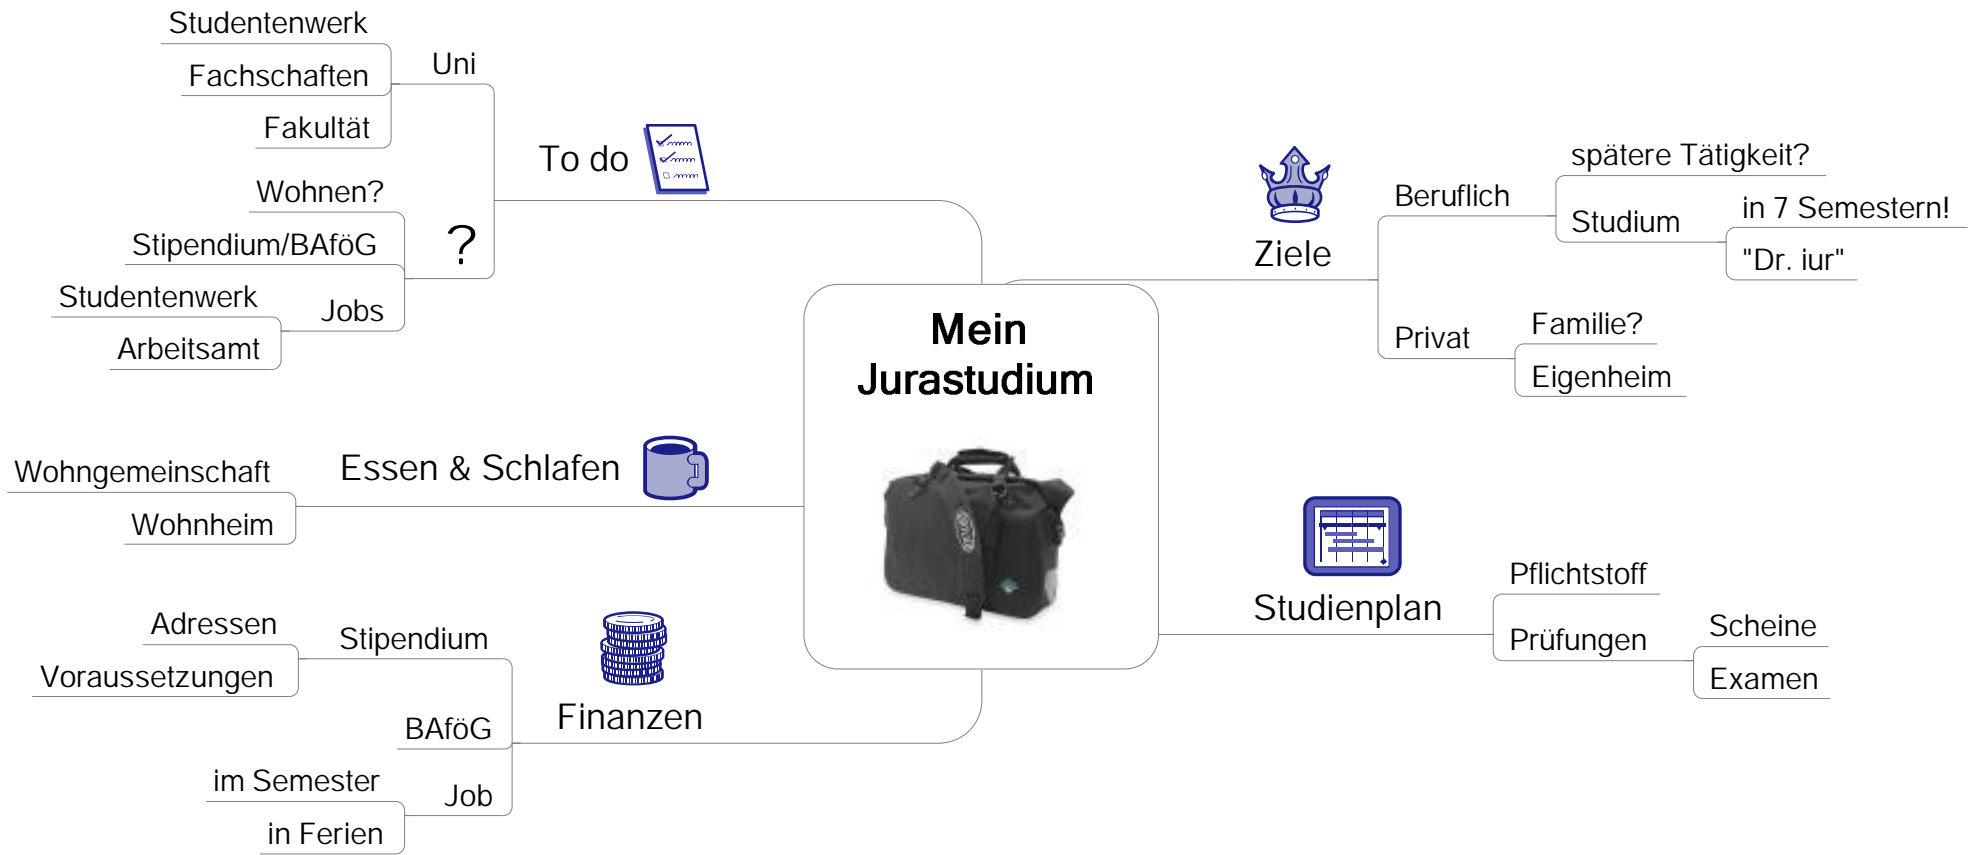 Mein
Jurastudium
To do
Uni
Studentenwerk
Fachschaften
Fakultät
?
Wohnen?
Stipendium/BAföG
Jobs
Studentenwerk
Arbeitsamt
Essen & Schlafen
Wohngemeinschaft
Wohnheim
Finanzen
Stipendium
Adressen
Voraussetzungen
BAföG
Job
im Semester
in Ferien
Ziele
Beruflich
spätere Tätigkeit?
Studium
in 7 Semestern!
"Dr. iur"
Privat
Familie?
Eigenheim
Studienplan
Pflichtstoff
Prüfungen
Scheine
Examen